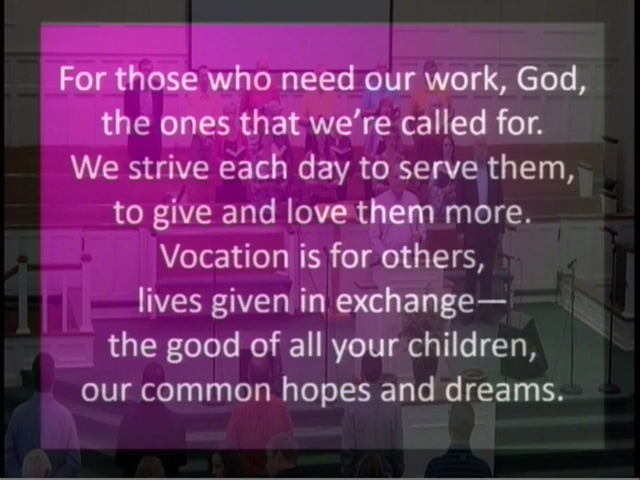 For those who need our work, God,
the ones that we’re called for.
We strive each day to serve them,
to give and love them more.
Vocation is for others,
lives given in exchange—
the good of all your children,
our common hopes and dreams.